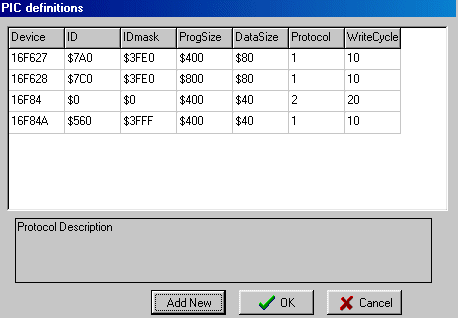 PIC definitions
Device ID IDmask ProgSize DataSize Protocol WriteCycle
16F627 $7A0 $3FE0 $400 $80 1 10
16F628 $7C0 $3FE0 $800 $80 1 10
16F84 $0 $0 $400 $40 2 20
16F84A $560 $3FFF $400 $40 1 10
Protocol Description
Add New OK Cancel